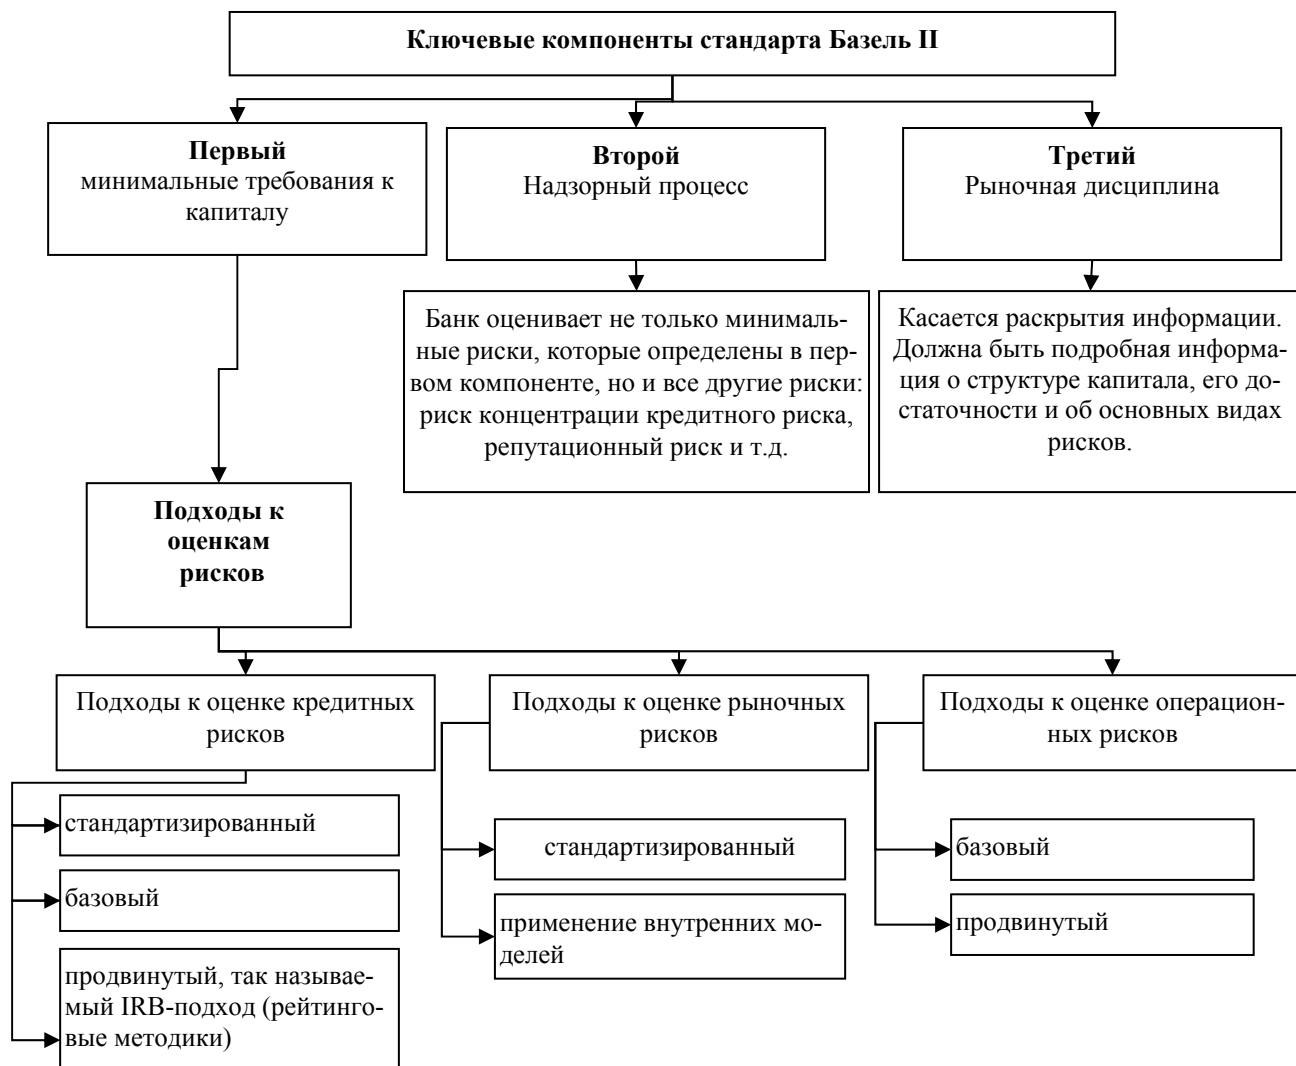 Ключевые компоненты стандарта Базель II
Первый
минимальные требования к
капиталу
Второй
Надзорный процесс
Третий
Рыночная дисциплина
Банк оценивает не только минималь-
ные риски, которые определены в пер-
вом компоненте, но и все другие риски:
риск концентрации кредитного риска,
репутационный риск и т.д.
Касается раскрытия информации.
Должна быть подробная информа-
ция о структуре капитала, его до-
статочности и об основных видах
рисков.
Подходы к
оценкам
рисков
Подходы к оценке кредитных
рисков
Подходы к оценке рыночных
рисков
Подходы к оценке операцион-
ных рисков
стандартизированный
базовый
продвинутый, так называе-
мый IRB-подход (рейтинго-
вые методики)
стандартизированный
применение внутренних мо-
делей
базовый
продвинутый